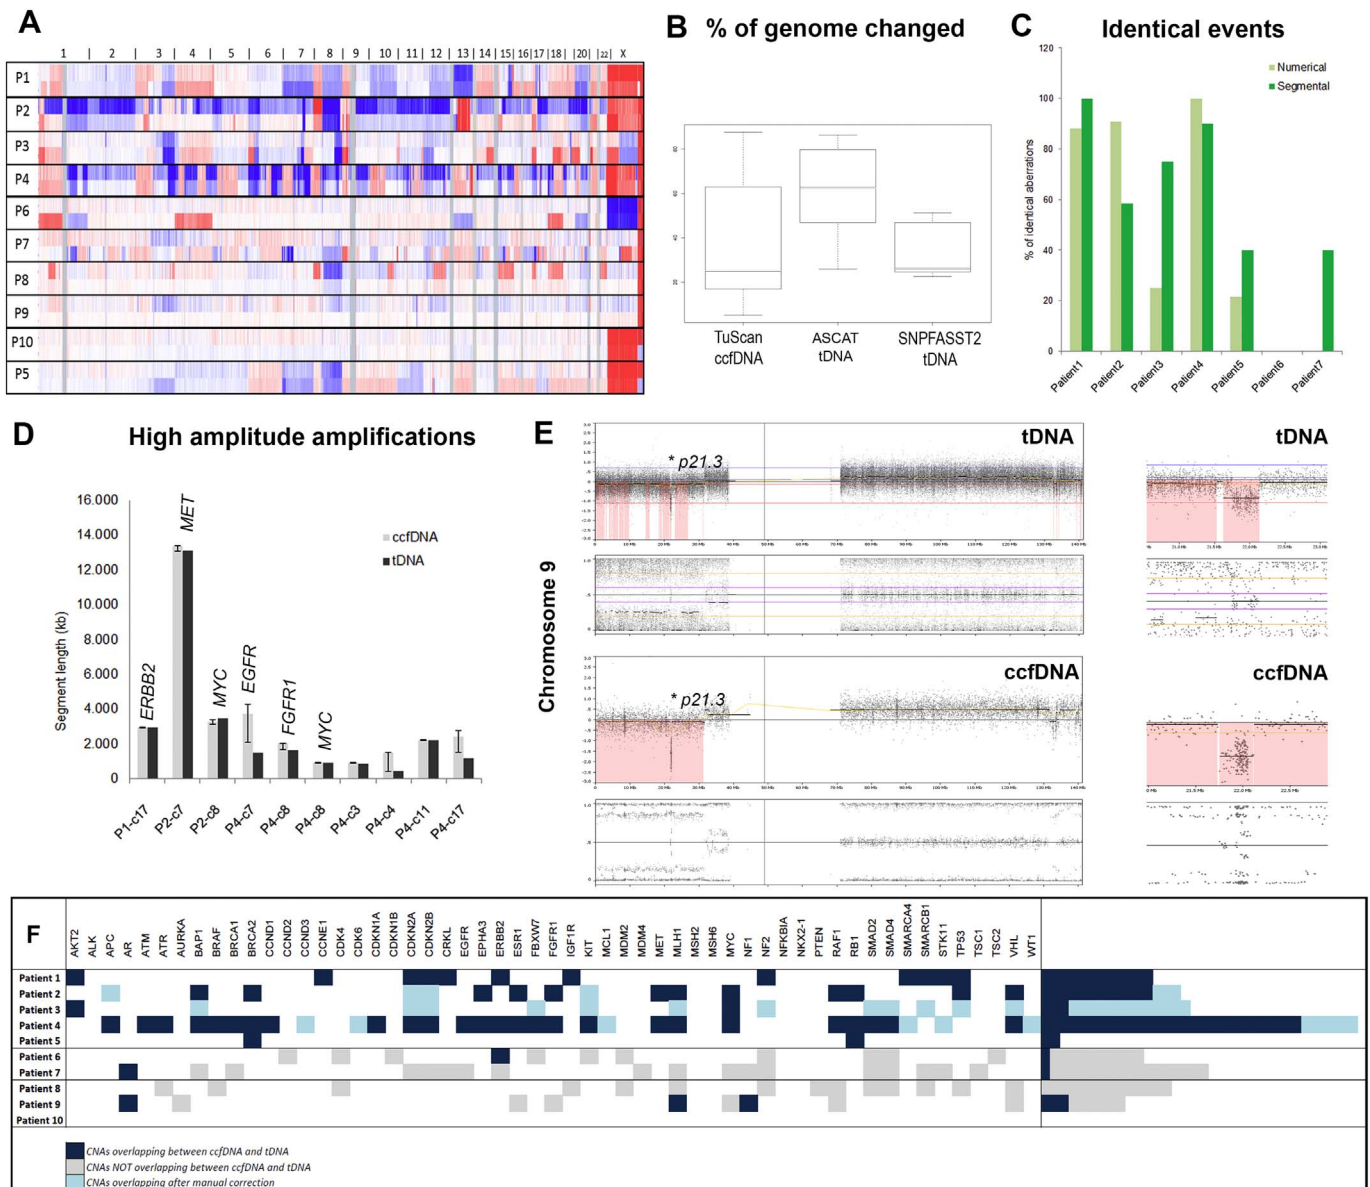 A
1 2 3 4 5 6 7 8 9 10 11 12 13 14 15 16 17 18 20 22 X
P1
P2
P3
P4
P6
P7
P8
P9
P10
P5
B % of genome changed
80
60
40
20
TuScan ASCAT SNPFASST2
ccfDNA tDNA tDNA
C Identical events
Numerical
Segmental
% of identical aberrations
120
100
80
60
40
20
0
Patient1 Patient2 Patient3 Patient4 Patient5 Patient6 Patient7
D High amplitude amplifications
ccfDNA
tDNA
Segment length (kb)
16.000
14.000
12.000
10.000
8.000
6.000
4.000
2.000
0
ERBB2 MET MYC EGFR FGFR1 MYC
P1-c17 P2-c7 P2-c8 P4-c7 P4-c8 P4-c8 P4-c3 P4-c4 P4-c11 P4-c17
E
Chromosome 9
tDNA
* p21.3
tDNA
ccfDNA
* p21.3
ccfDNA
F
AKT2 ALK APC AR ATM ATR AURKA BAP1 BRAF BRCA1 BRCA2 CCND1 CCND2 CCND3 CCNE1 CDK4 CDK6 CDKN1A CDKN1B CDKN2A CDKN2B CRKL EGFR EPHA3 ERBB2 ESR1 FBXW7 FGFR1 IGF1R KIT MCL1 MDM2 MDM4 MET MLH1 MSH2 MSH6 MYC NF1 NF2 NFKBIA NKX2-1 PTEN RAF1 RB1 SMAD2 SMAD4 SMARCA4 SMARCB1 STK11 TP53 TSC1 TSC2 VHL WT1
Patient 1
Patient 2
Patient 3
Patient 4
Patient 5
Patient 6
Patient 7
Patient 8
Patient 9
Patient 10
CNAs overlapping between ccfDNA and tDNA
CNAs NOT overlapping between ccfDNA and tDNA
CNAs overlapping after manual correction